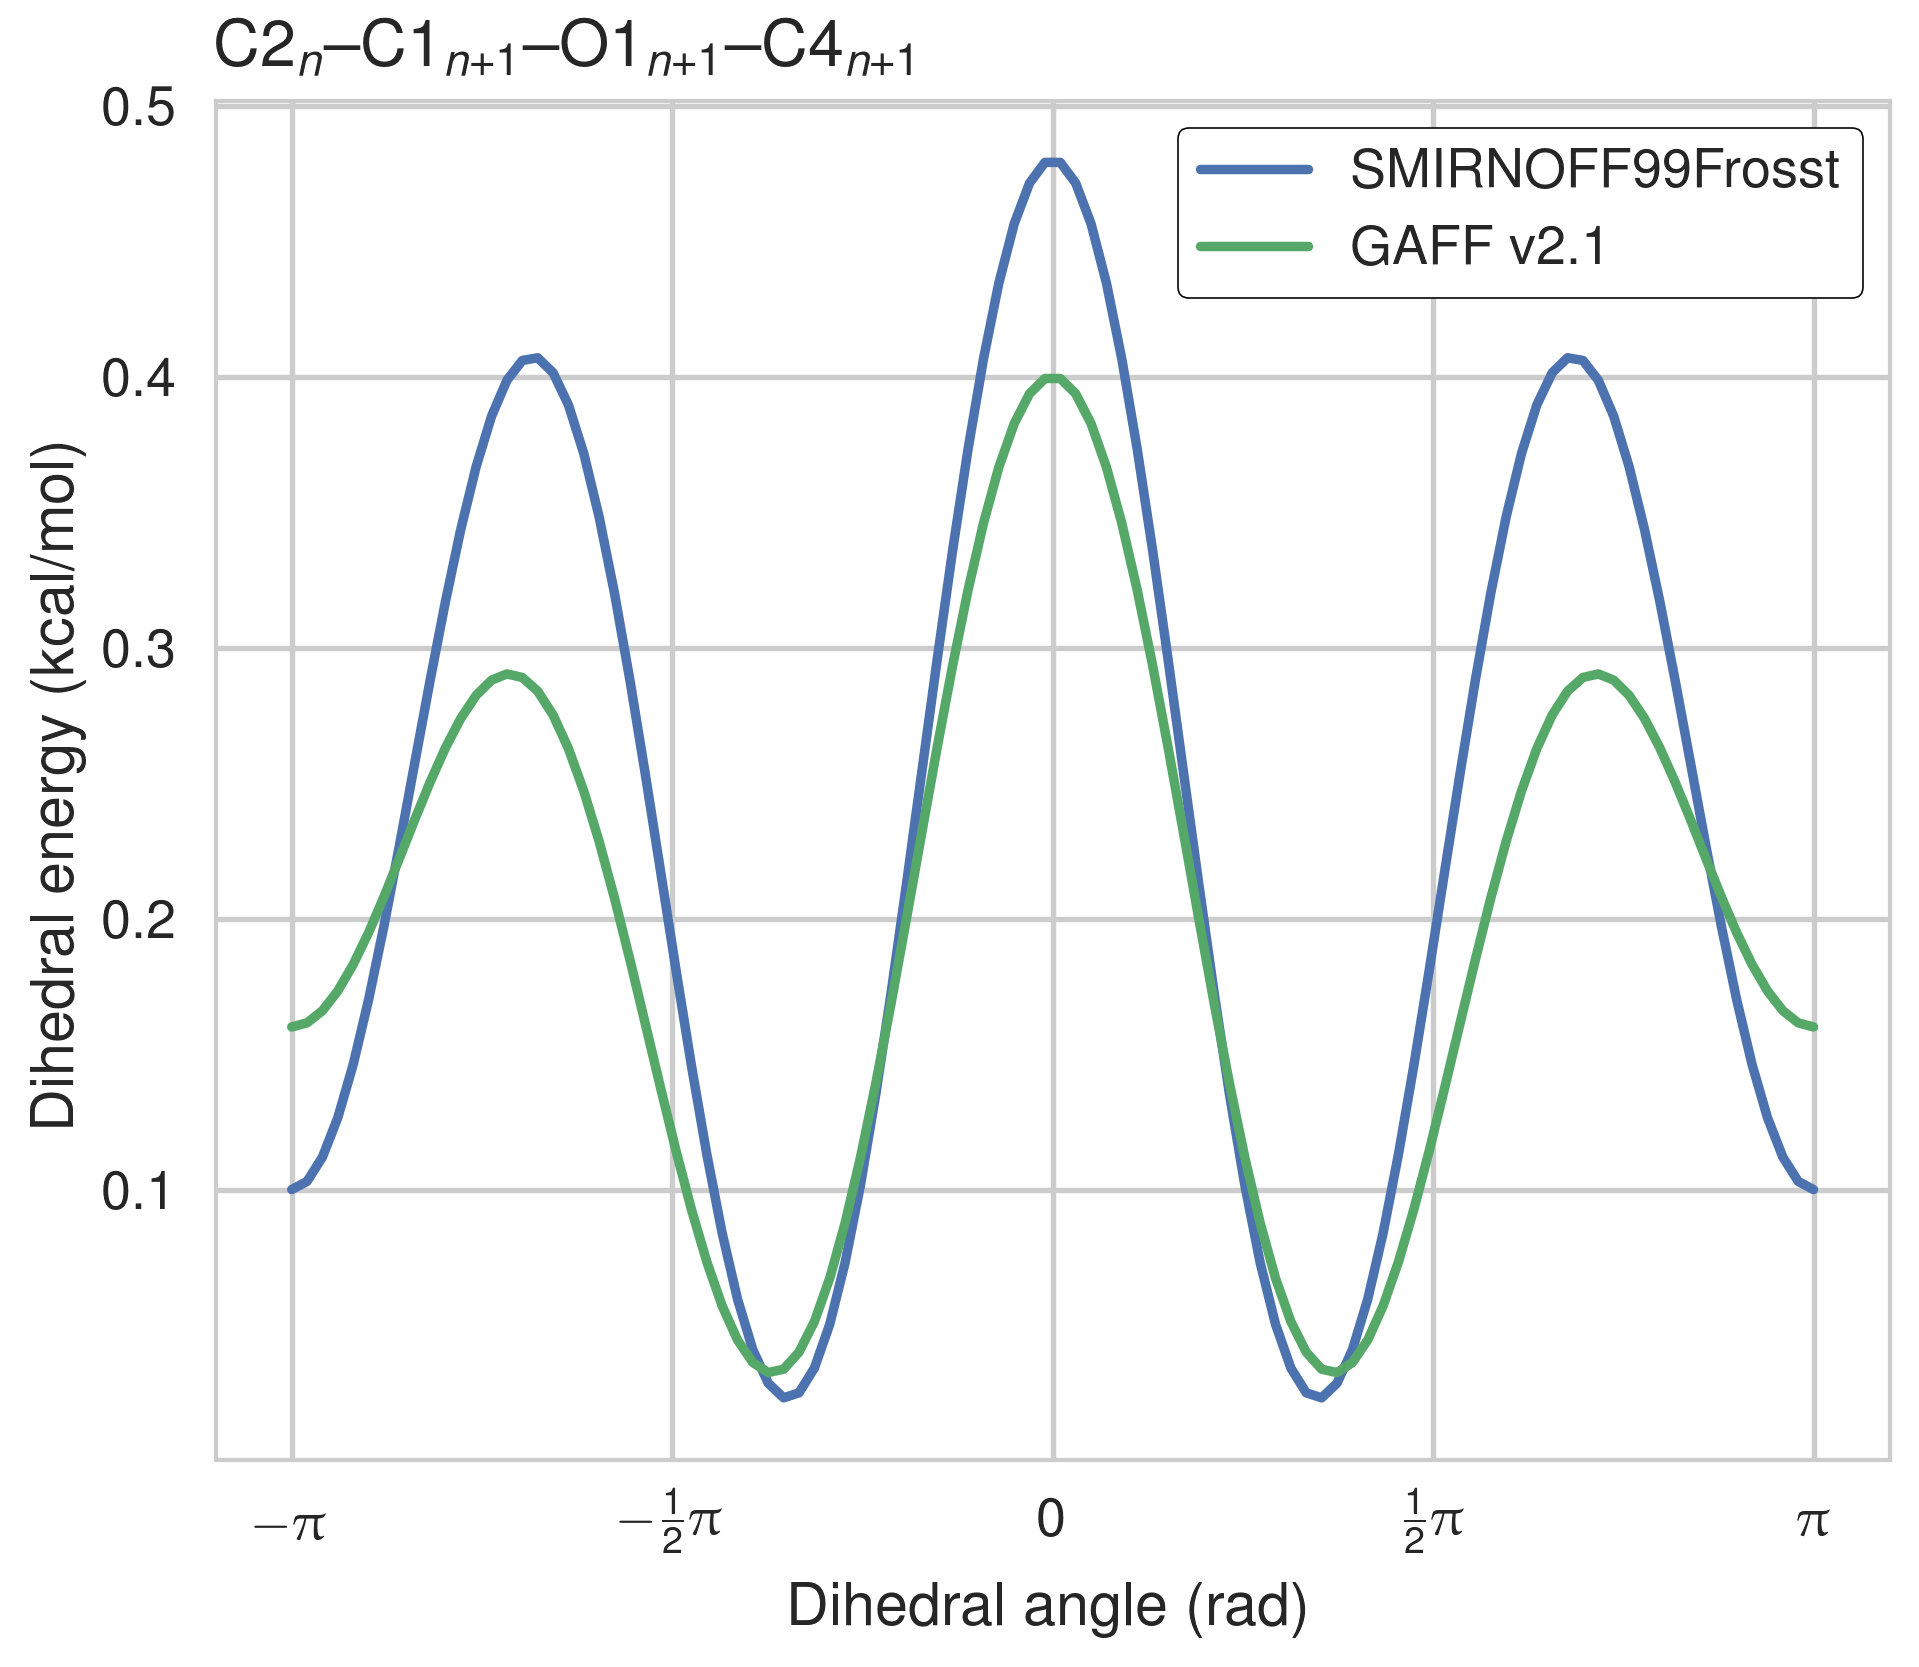 C2n–C1n+1–O1n+1–C4n+1
0.5
0.4
0.3
0.2
0.1
Dihedral energy (kcal/mol)
SMIRNOFF99Frosst
GAFF v2.1
−π
−1/2π
0
1/2π
π
Dihedral angle (rad)